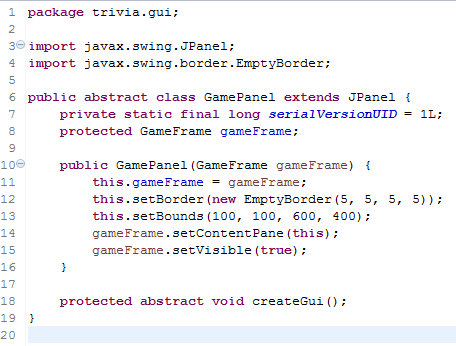 1 package trivia.gui;
2
3 import javax.swing.JPanel;
4 import javax.swing.border.EmptyBorder;
5
6 public abstract class GamePanel extends JPanel {
7     private static final long serialVersionUID = 1L;
8     protected GameFrame gameFrame;
9
10     public GamePanel(GameFrame gameFrame) {
11         this.gameFrame = gameFrame;
12         this.setBorder(new EmptyBorder(5, 5, 5, 5));
13         this.setBounds(100, 100, 600, 400);
14         gameFrame.setContentPane(this);
15         gameFrame.setVisible(true);
16     }
17
18     protected abstract void createGui();
19 }
20